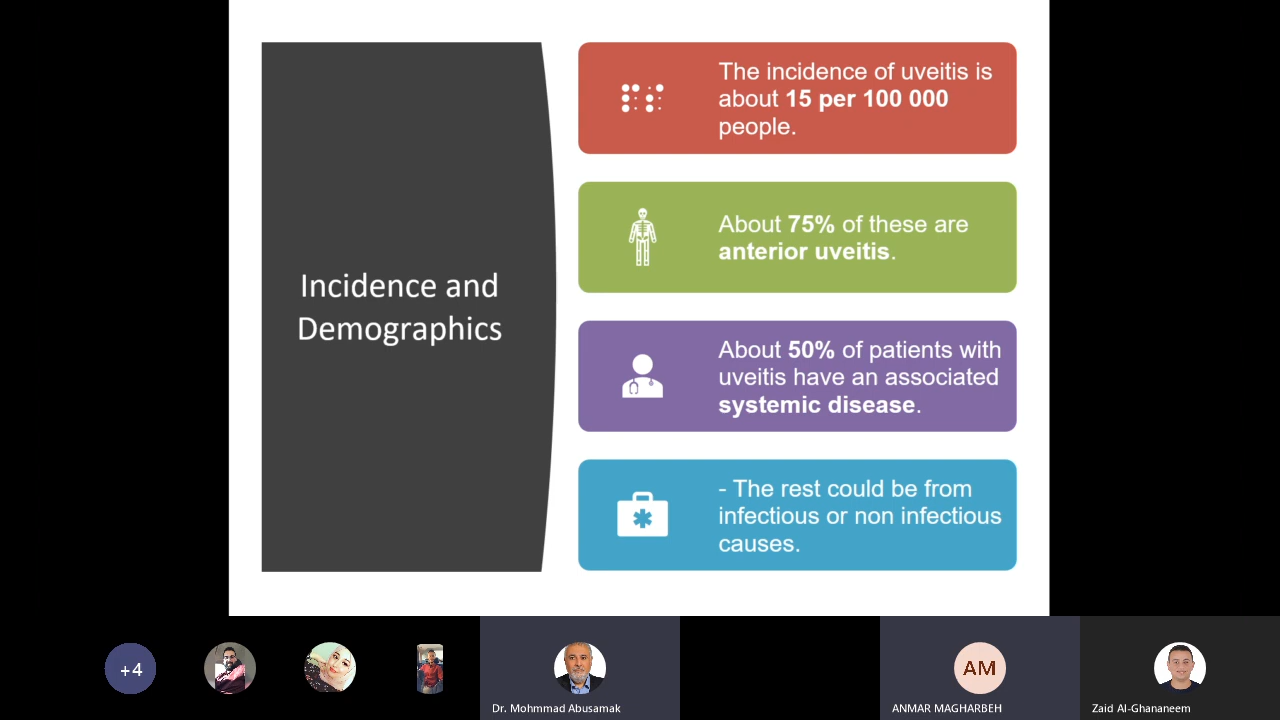 Incidence and
Demographics
The incidence of uveitis is
about 15 per 100 000
people.
About 75% of these are
anterior uveitis.
About 50% of patients with
uveitis have an associated
systemic disease.
- The rest could be from
infectious or non infectious
causes.
+4
Dr. Mohmmad Abusamak
AM
ANMAR MAGHARBEH
Zaid Al-Ghananeem